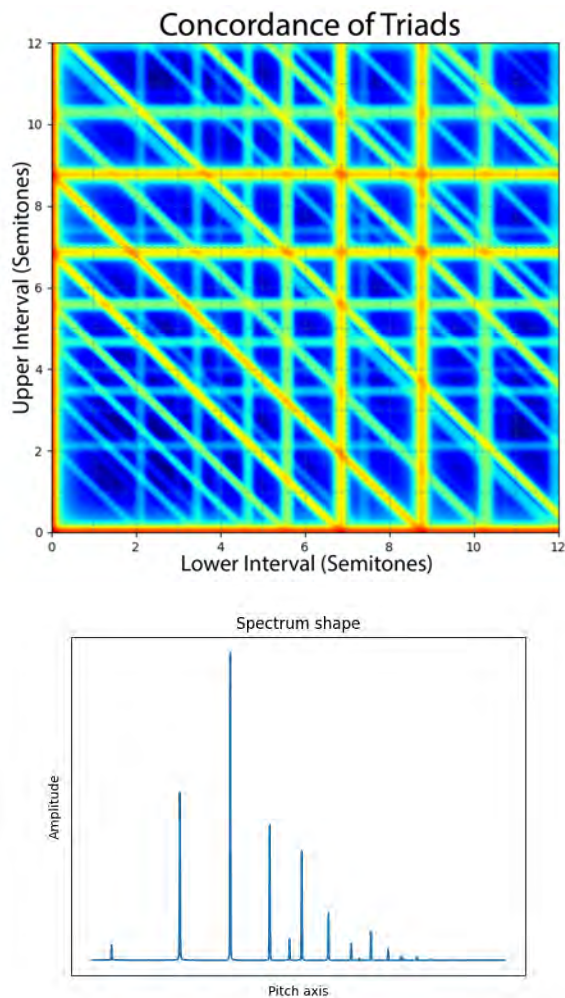 Concordance of Triads
12
10
8
6
4
2
0
Upper Interval (Semitones)
0 2 4 6 7 8 10 12
Lower Interval (Semitones)
Spectrum shape
Amplitude
Pitch axis